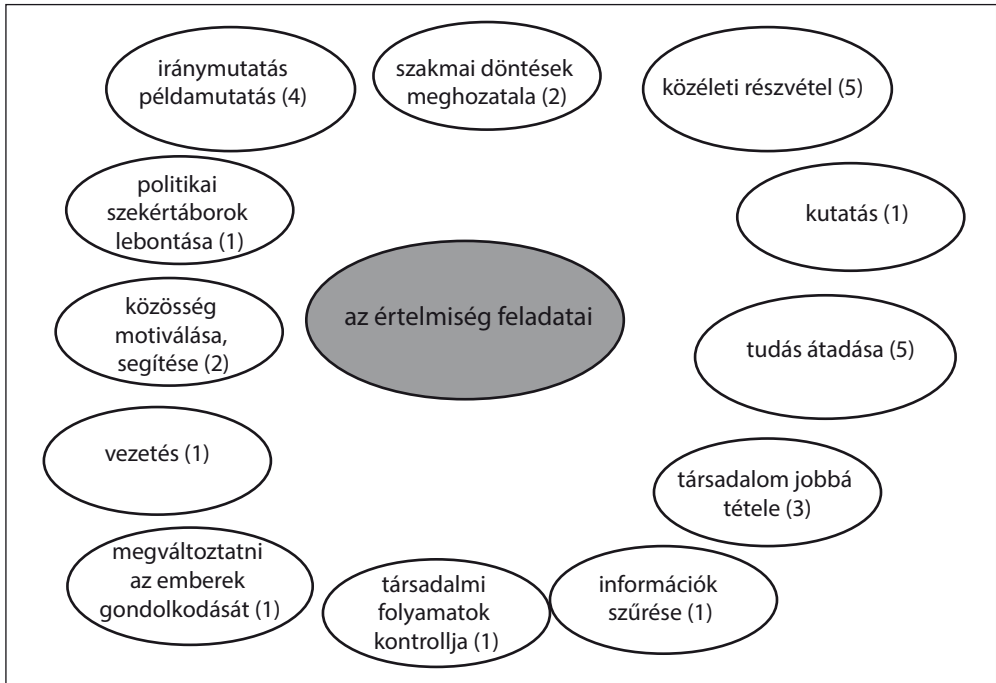 iránymutatás
példamutatás (4)
szakmai döntések
meghozatala (2)
közéleti részvétel (5)
politikai
szekértáborok
lebontása (1)
kutatás (1)
közösség
motiválása,
segítése (2)
az értelmiség feladatai
tudás átadása (5)
vezetés (1)
társadalom jobbá
tétele (3)
megváltoztatni
az emberek
gondolkodását (1)
társadalmi
folyamatok
kontrollja (1)
információk
szűrése (1)